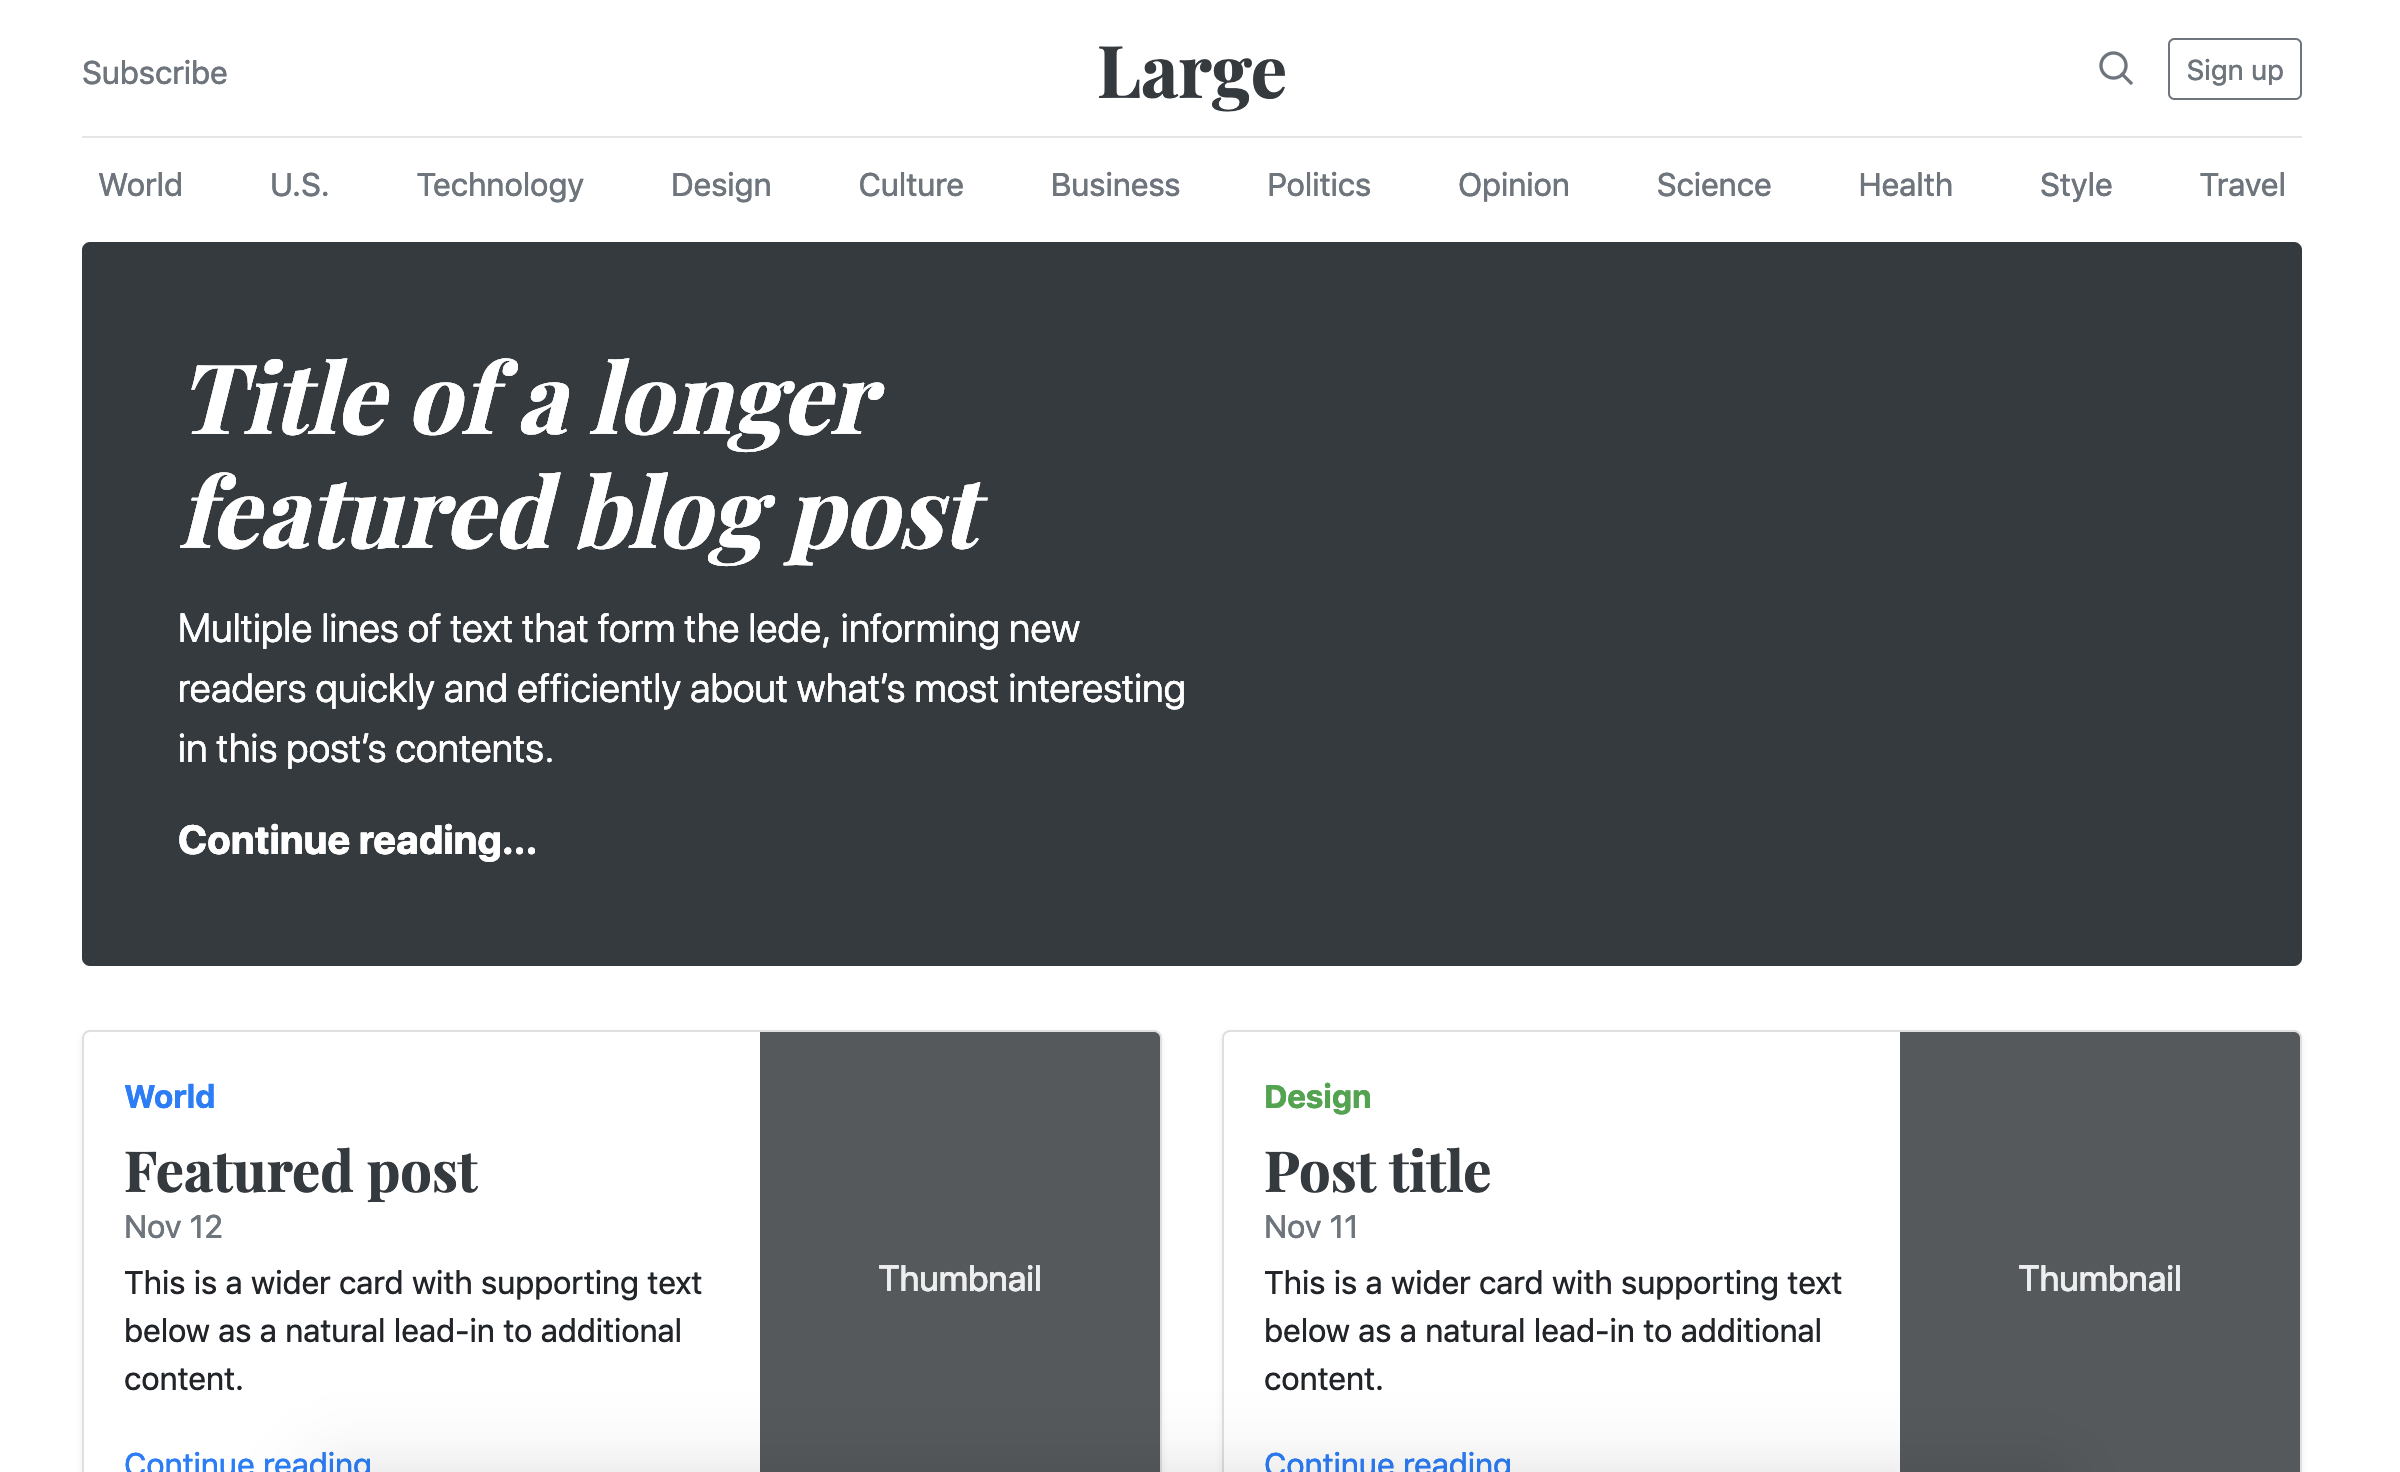 Subscribe
Large
Sign up
World U.S. Technology Design Culture Business Politics Opinion Science Health Style Travel
Title of a longer
featured blog post
Multiple lines of text that form the lede, informing new
readers quickly and efficiently about what’s most interesting
in this post’s contents.
Continue reading...
World
Featured post
Nov 12
This is a wider card with supporting text
below as a natural lead-in to additional
content.
Continue reading
Thumbnail
Design
Post title
Nov 11
This is a wider card with supporting text
below as a natural lead-in to additional
content.
Continue reading
Thumbnail